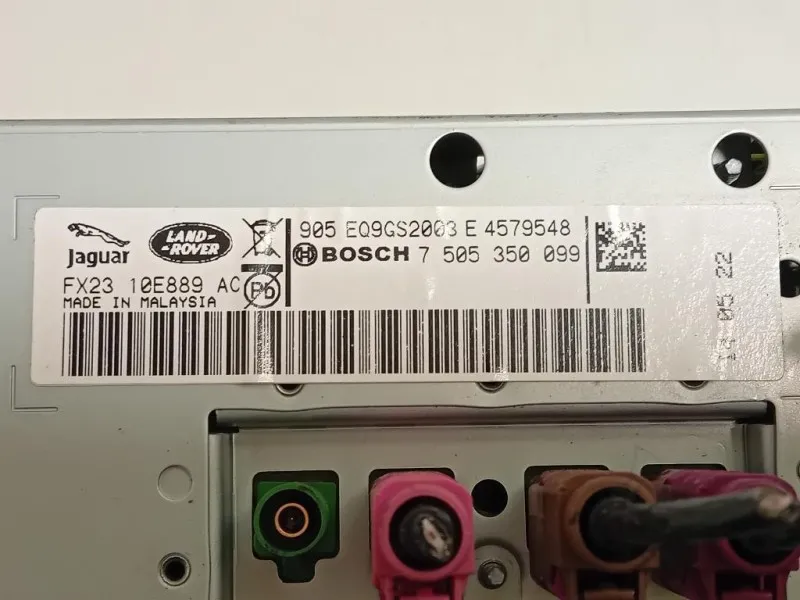 Jaguar
LAND-
-ROVER
FX23 10E889 AC
MADE IN MALAYSIA
Pb
905 EQ9GS2003 E 4579548
H BOSCH 7 505 350 099
05 22